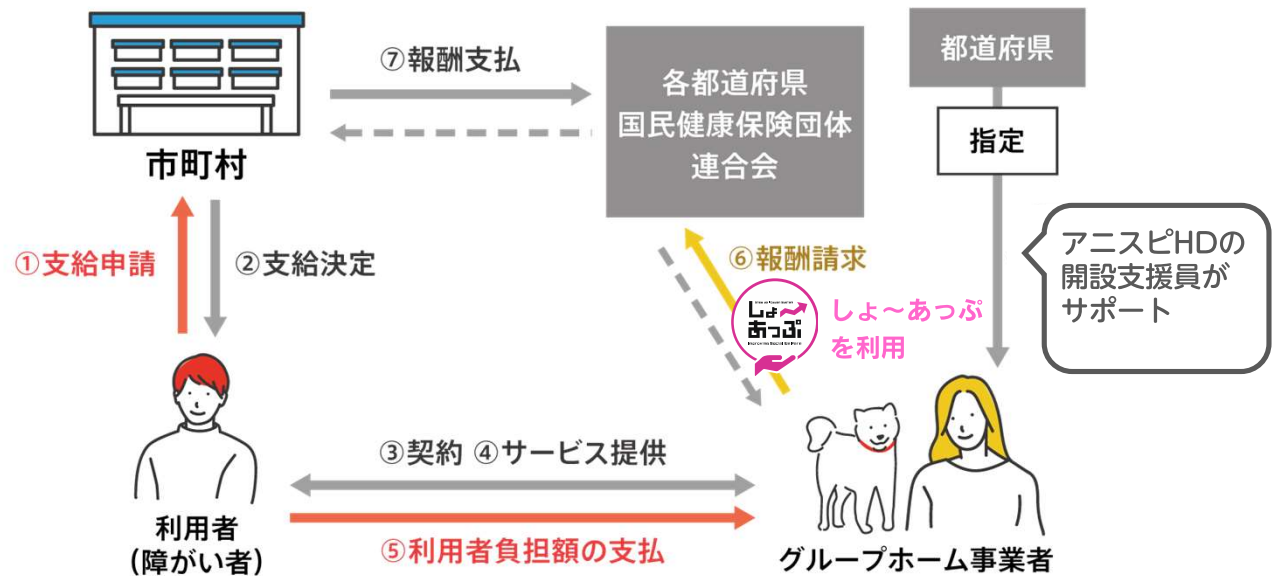 ⑦報酬支払
各都道府県
国民健康保険団体
連合会
都道府県
指定
市町村
①支給申請
②支給決定
⑥報酬請求
しょ〜
あっぷ
しょ〜あっぷ
を利用
アニスピHDの
開設支援員が
サポート
③契約 ④サービス提供
⑤利用者負担額の支払
利用者
(障がい者)
グループホーム事業者